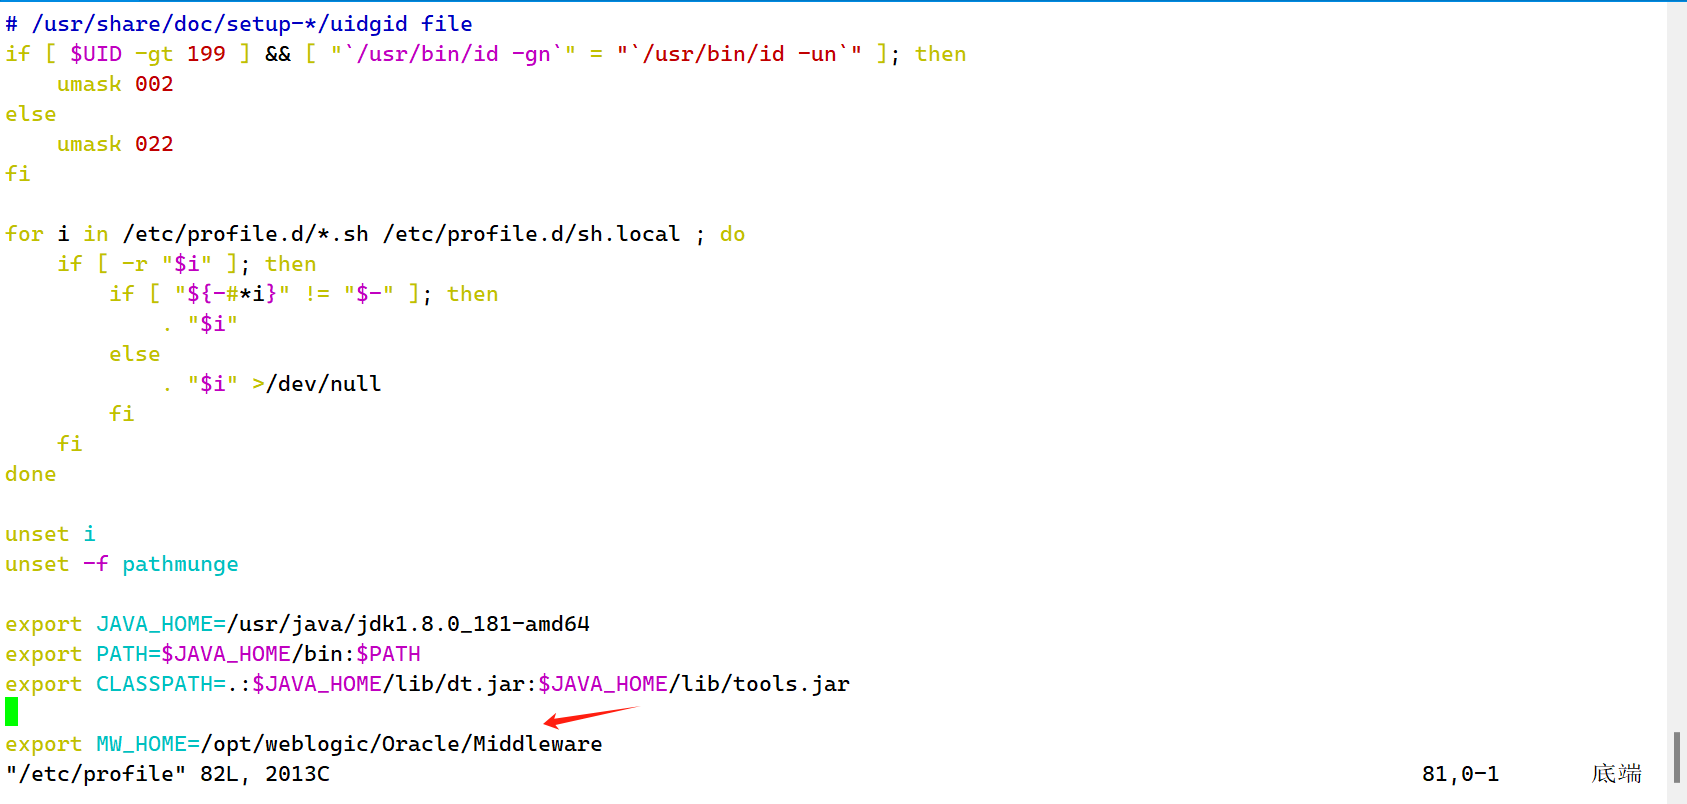 # /usr/share/doc/setup-*/uidgid file
if [ $UID -gt 199 ] && [ "`/usr/bin/id -gn`" = "`/usr/bin/id -un`" ]; then
    umask 002
else
    umask 022
fi

for i in /etc/profile.d/*.sh /etc/profile.d/sh.local ; do
    if [ -r "$i" ]; then
        if [ "${-#*i}" != "$-" ]; then
            . "$i"
        else
            . "$i" >/dev/null
        fi
    fi
done

unset i
unset -f pathmunge

export JAVA_HOME=/usr/java/jdk1.8.0_181-amd64
export PATH=$JAVA_HOME/bin:$PATH
export CLASSPATH=.:$JAVA_HOME/lib/dt.jar:$JAVA_HOME/lib/tools.jar

export MW_HOME=/opt/weblogic/Oracle/Middleware
"/etc/profile" 82L, 2013C 81,0-1 底端